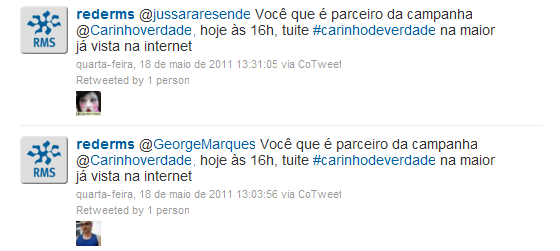 rederms @jussararesende Você que é parceiro da campanha
@Carinhoverdade, hoje às 16h, tuite #carinhodeverdade na maior
já vista na internet
RMS
quarta-feira, 18 de maio de 2011 13:31:05 via CoTweet
Retweeted by 1 person
rederms @GeorgeMarques Você que é parceiro da campanha
@Carinhoverdade, hoje às 16h, tuite #carinhodeverdade na maior
já vista na internet
RMS
quarta-feira, 18 de maio de 2011 13:03:56 via CoTweet
Retweeted by 1 person